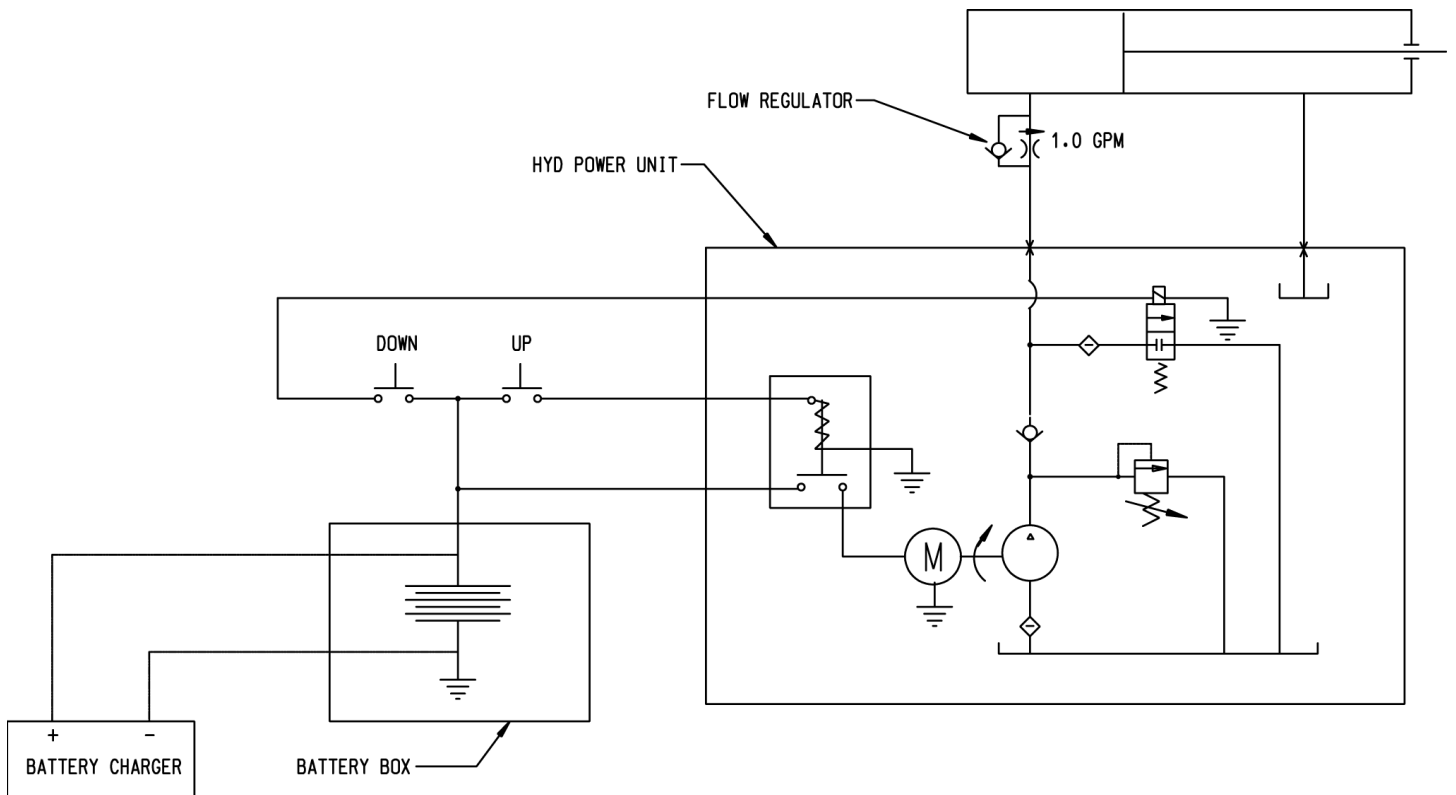 FLOW REGULATOR
1.0 GPM
HYD POWER UNIT
DOWN
UP
M
+ -
BATTERY CHARGER
BATTERY BOX